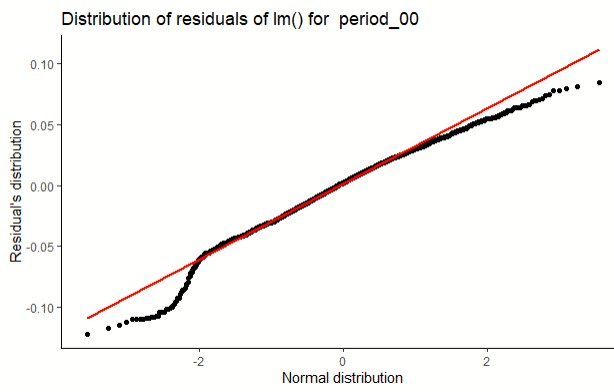 Distribution of residuals of lm() for  period_00
0.10
0.05
0.00
-0.05
-0.10
Residual's distribution
-2
0
2
Normal distribution